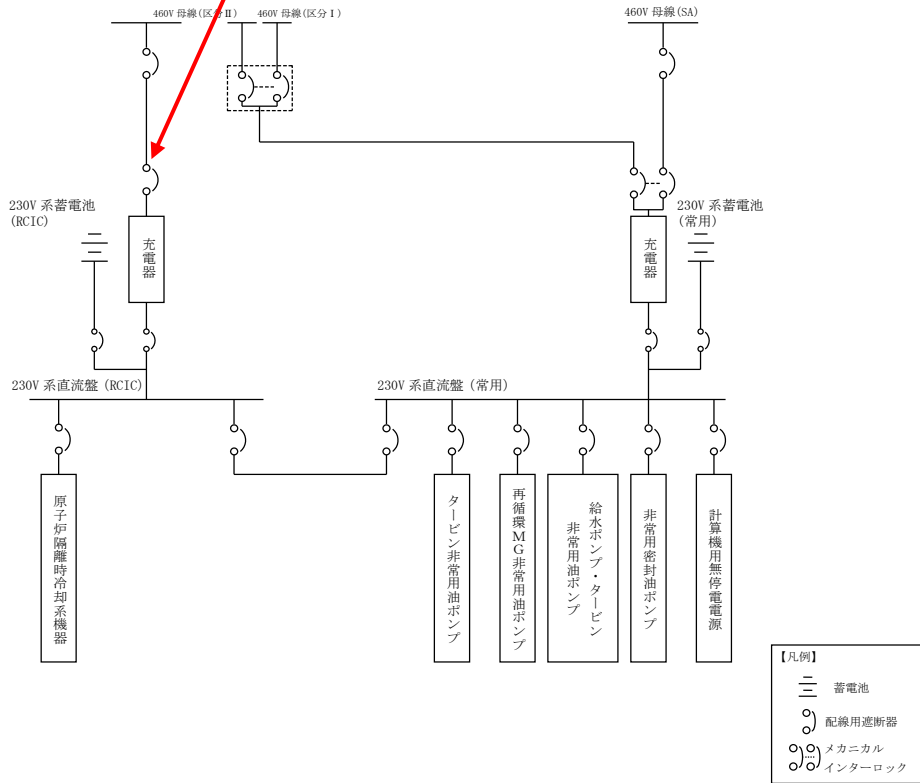 460V 母線(区分Ⅱ)
460V 母線(区分Ⅰ)
460V 母線(SA)
230V 系蓄電池
(RCIC)
充電器
230V 系蓄電池
(常用)
充電器
230V 系直流盤 (RCIC)
230V 系直流盤 (常用)
原子炉隔離時冷却系機器
タービン非常用油ポンプ
再循環MG非常用油ポンプ
給水ポンプ・タービン
非常用油ポンプ
非常用密封油ポンプ
計算機用無停電電源
【凡例】
蓄電池
配線用遮断器
メカニカル
インターロック